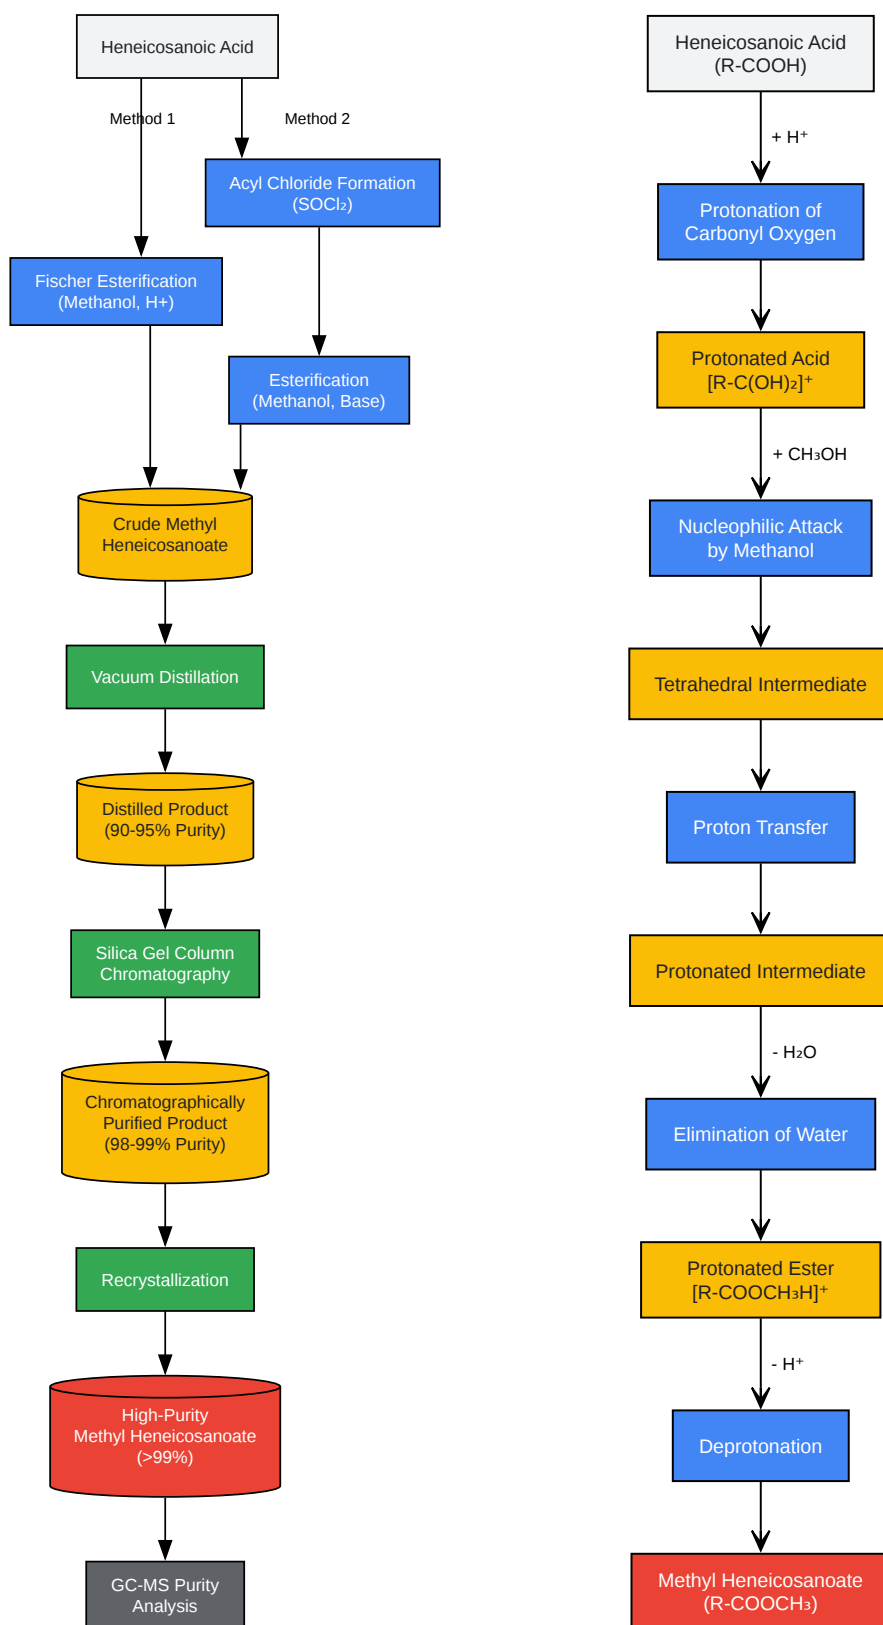 Heneicosanoic Acid
Method 1
Method 2
Acyl Chloride Formation
(SOCl₂)
Fischer Esterification
(Methanol, H+)
Esterification
(Methanol, Base)
Crude Methyl
Heneicosanoate
Vacuum Distillation
Distilled Product
(90-95% Purity)
Silica Gel Column
Chromatography
Chromatographically
Purified Product
(98-99% Purity)
Recrystallization
High-Purity
Methyl Heneicosanoate
(>99%)
GC-MS Purity
Analysis
Heneicosanoic Acid
(R-COOH)
+ H⁺
Protonation of
Carbonyl Oxygen
Protonated Acid
[R-C(OH)₂]⁺
+ CH₃OH
Nucleophilic Attack
by Methanol
Tetrahedral Intermediate
Proton Transfer
Protonated Intermediate
- H₂O
Elimination of Water
Protonated Ester
[R-COOCH₃H]⁺
- H⁺
Deprotonation
Methyl Heneicosanoate
(R-COOCH₃)